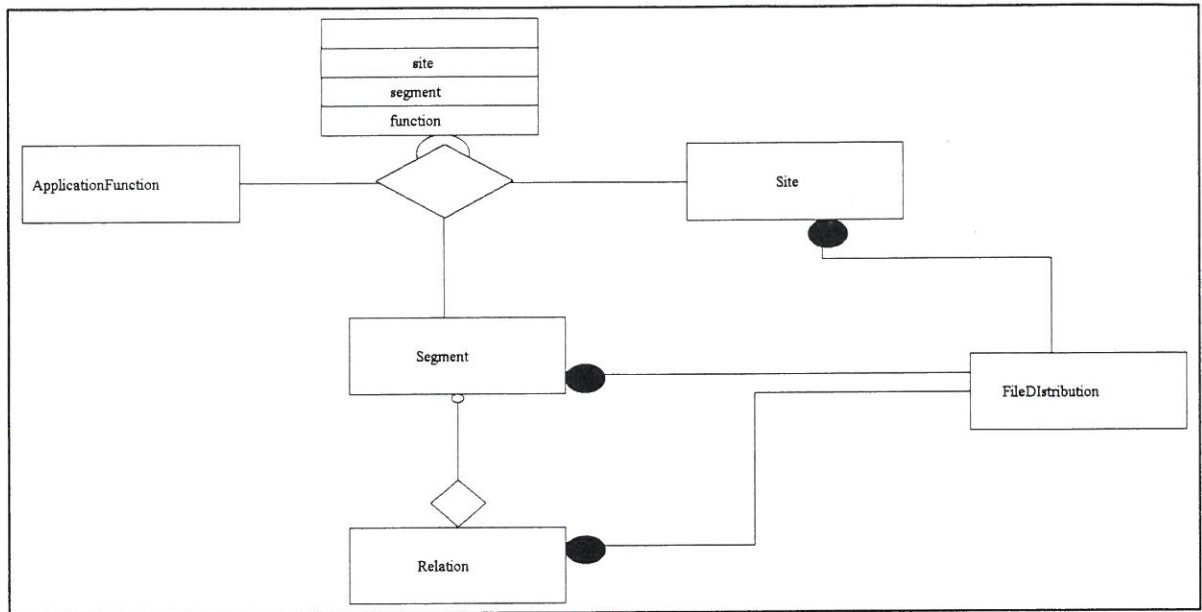 site
segment
function
ApplicationFunction
Site
Segment
FileDIstribution
Relation